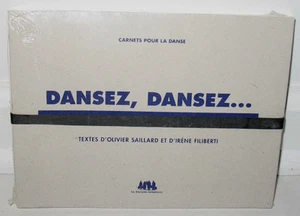 CARNETS POUR LA DANSE
DANSEZ, DANSEZ...
TEXTES D'OLIVIER SAILLARD ET D'IRÈNE FILIBERTI